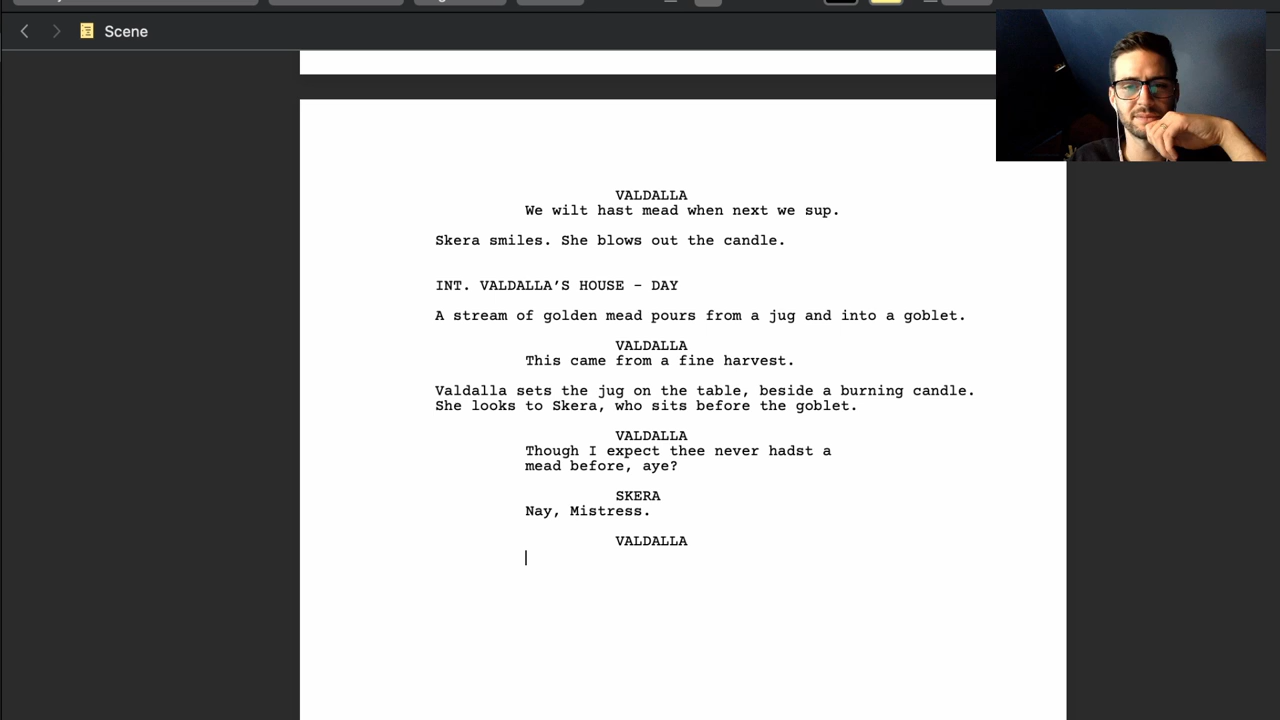 Scene
VALDALLA
We wilt hast mead when next we sup.
Skera smiles. She blows out the candle.
INT. VALDALLA’S HOUSE - DAY
A stream of golden mead pours from a jug and into a goblet.
VALDALLA
This came from a fine harvest.
Valdalla sets the jug on the table, beside a burning candle.
She looks to Skera, who sits before the goblet.
VALDALLA
Though I expect thee never hadst a
mead before, aye?
SKERA
Nay, Mistress.
VALDALLA